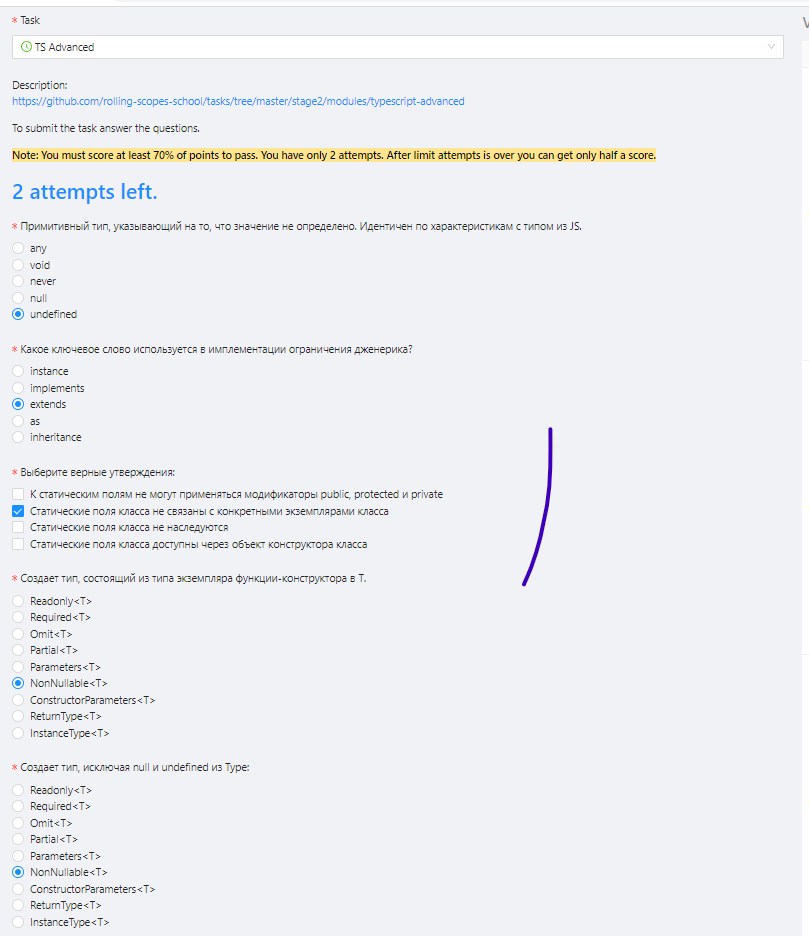 * Task
TS Advanced
Description:
https://github.com/rolling-scopes-school/tasks/tree/master/stage2/modules/typescript-advanced
To submit the task answer the questions.
Note: You must score at least 70% of points to pass. You have only 2 attempts. After limit attempts is over you can get only half a score.
2 attempts left.
* Примитивный тип, указывающий на то, что значение не определено. Идентичен по характеристикам с типом из JS.
any
void
never
null
undefined
* Какое ключевое слово используется в имплементации ограничения дженерика?
instance
implements
extends
as
inheritance
* Выберите верные утверждения:
К статическим полям не могут применяться модификаторы public, protected и private
Статические поля класса не связаны с конкретными экземплярами класса
Статические поля класса не наследуются
Статические поля класса доступны через объект конструктора класса
* Создает тип, состоящий из типа экземпляра функции-конструктора в T.
Readonly<T>
Required<T>
Omit<T>
Partial<T>
Parameters<T>
NonNullable<T>
ConstructorParameters<T>
ReturnType<T>
InstanceType<T>
* Создает тип, исключая null и undefined из Type:
Readonly<T>
Required<T>
Omit<T>
Partial<T>
Parameters<T>
NonNullable<T>
ConstructorParameters<T>
ReturnType<T>
InstanceType<T>